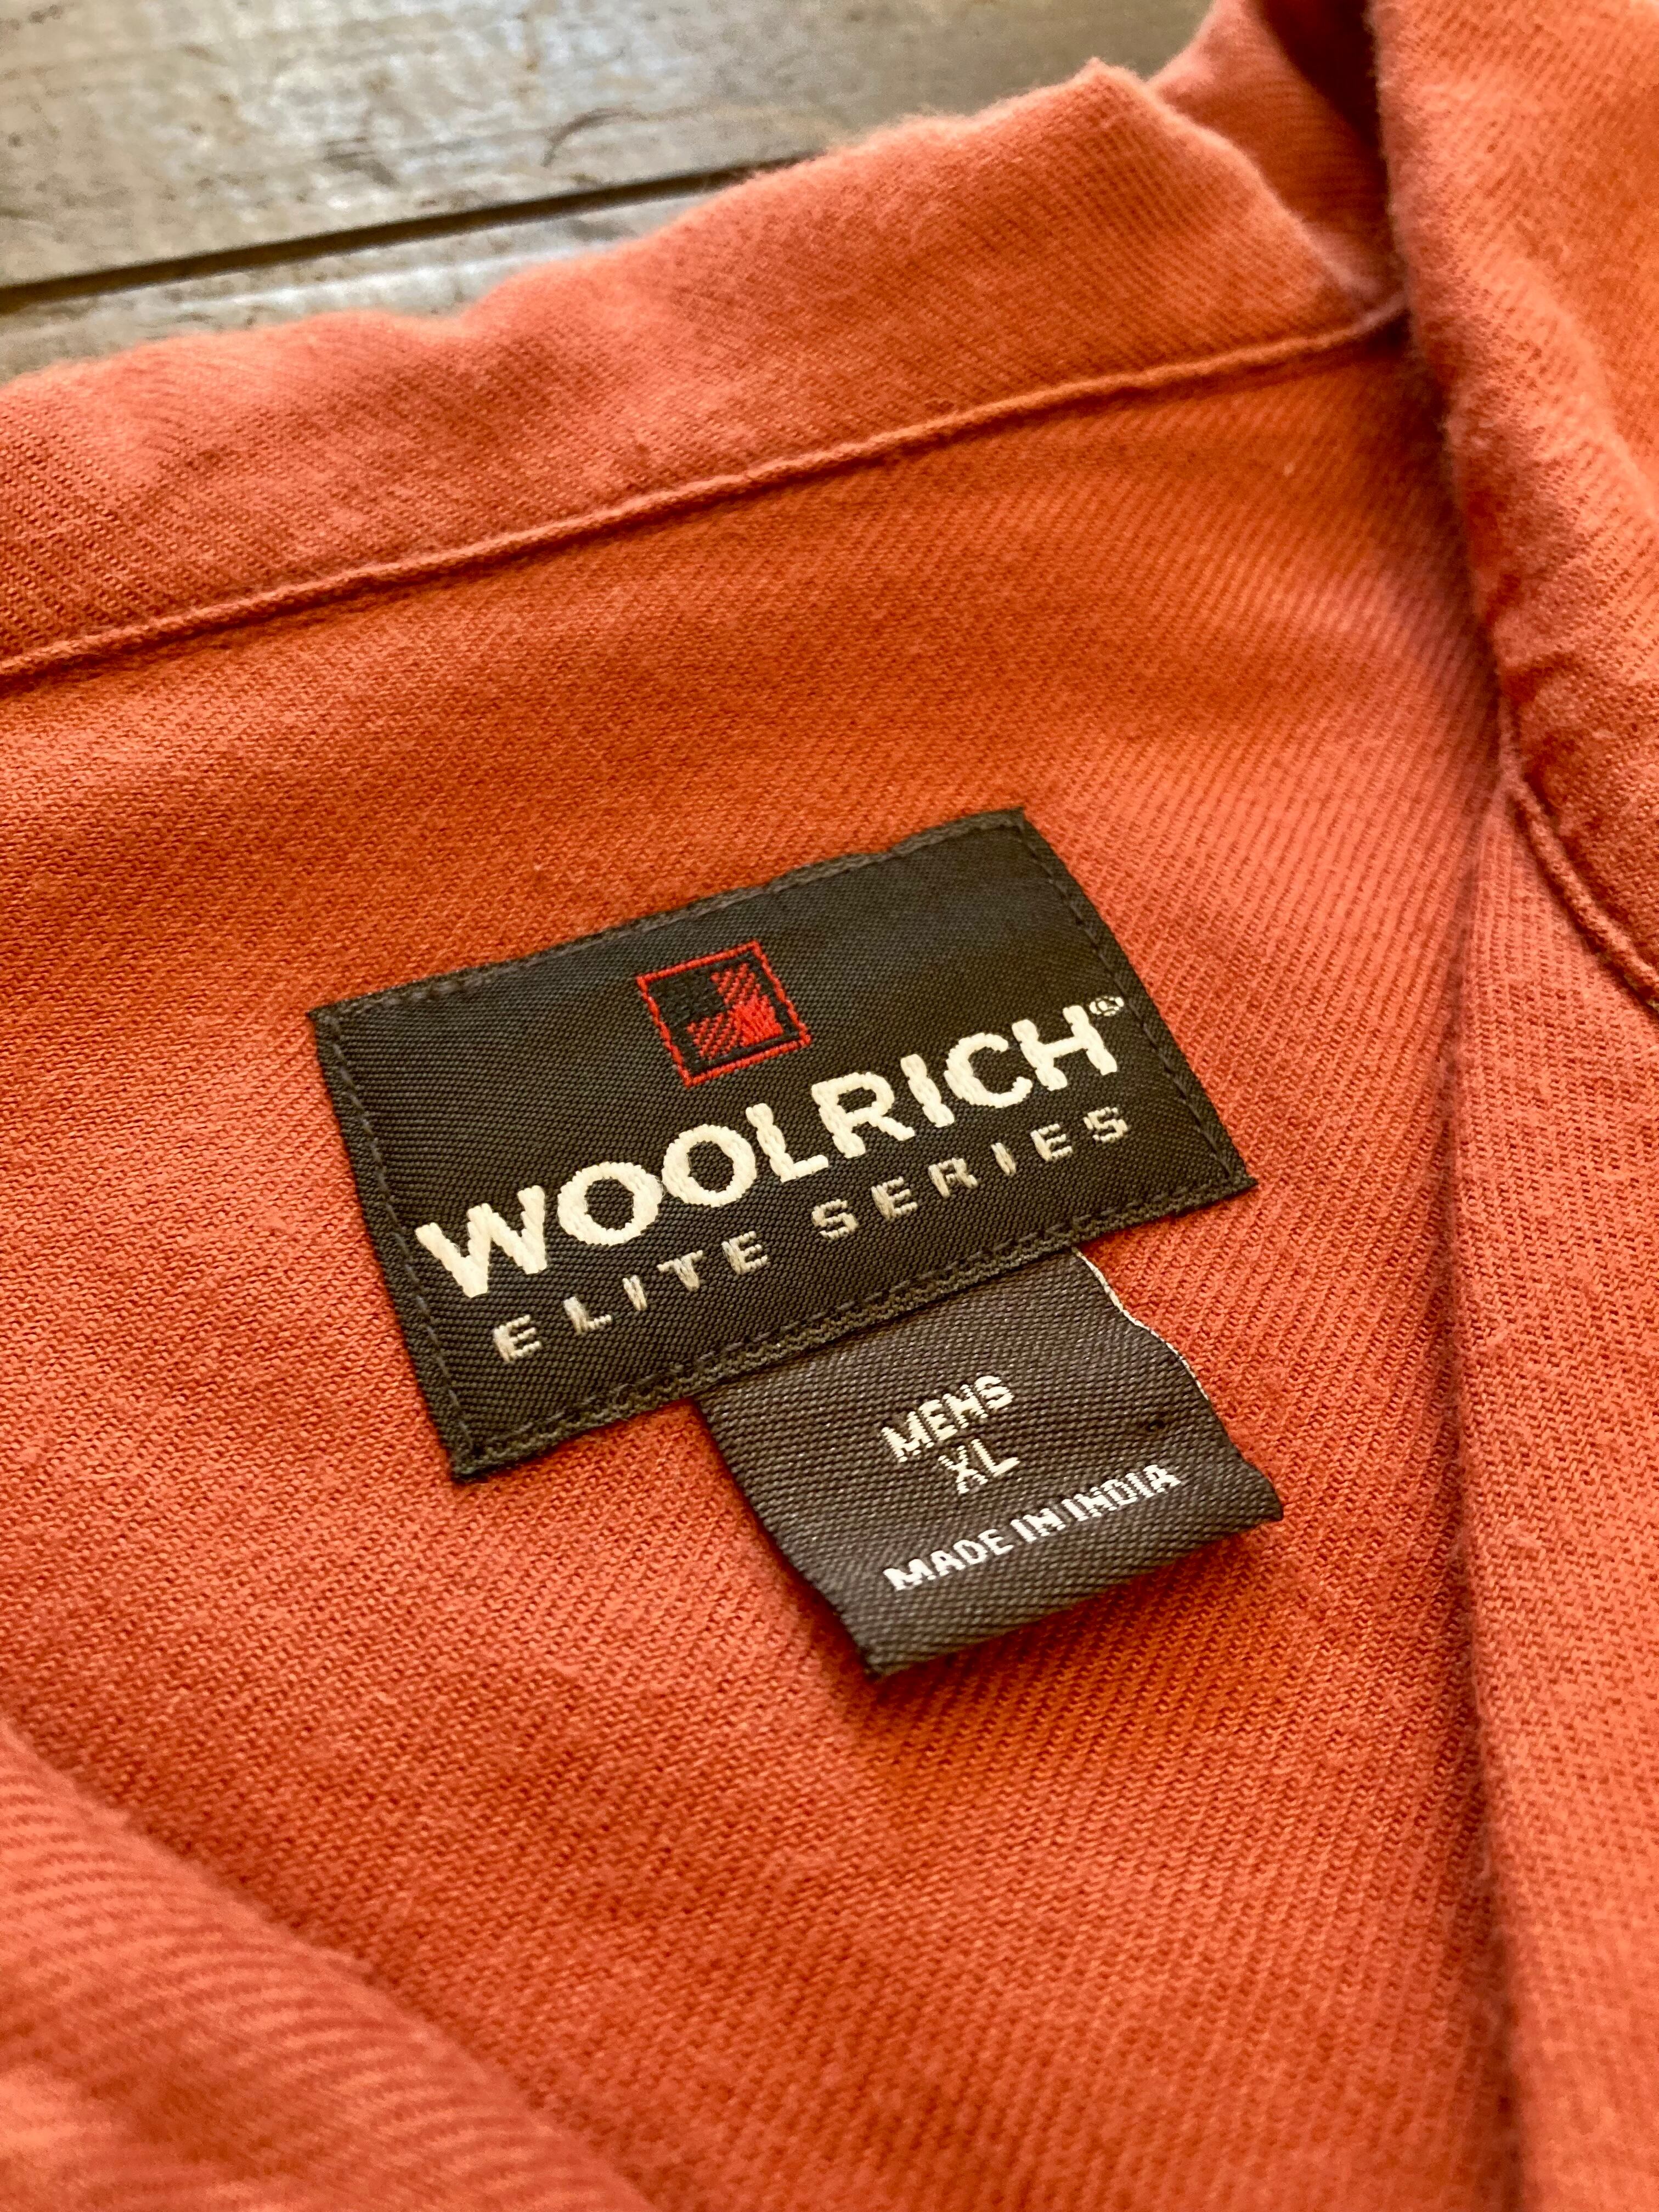 WOOLRICH®
ELITE SERIES
MENS
XL
MADE IN INDIA